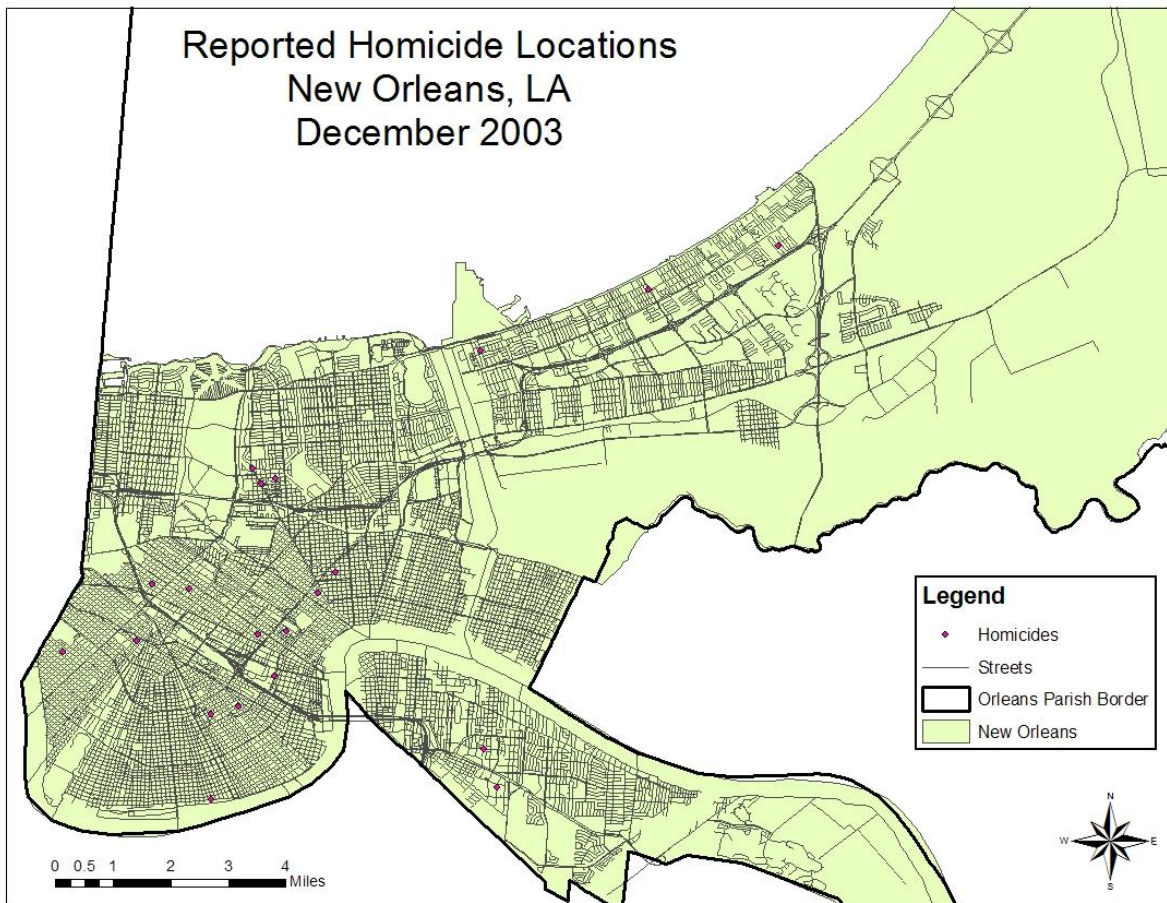 Reported Homicide Locations
New Orleans, LA
December 2003
Legend
Homicides
Streets
Orleans Parish Border
New Orleans
N
W E
S
0 0.5 1 2 3 4
Miles